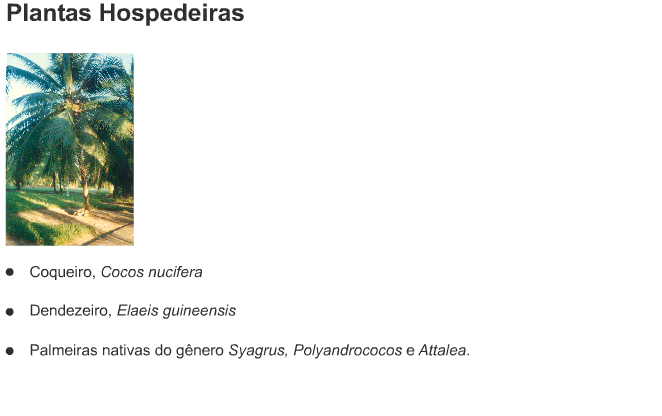 Plantas Hospedeiras
Coqueiro, Cocos nucifera
Dendezeiro, Elaeis guineensis
Palmeiras nativas do gênero Syagrus, Polyandrococos e Attalea.